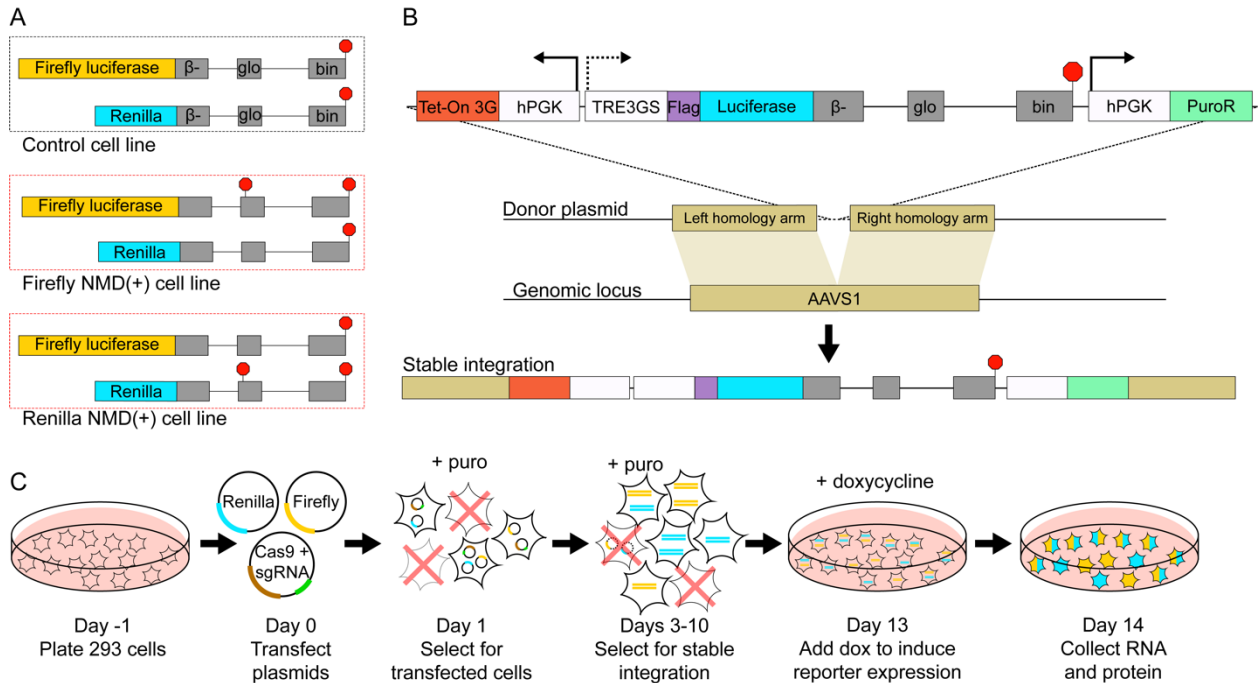 A
Firefly luciferase β- glo bin
Renilla β- glo bin
Control cell line
Firefly luciferase
Renilla
Firefly NMD(+) cell line
Firefly luciferase
Renilla
Renilla NMD(+) cell line
B
Tet-On 3G hPGK TRE3GS Flag Luciferase β- glo bin hPGK PuroR
Donor plasmid Left homology arm Right homology arm
Genomic locus AAVS1
Stable integration
C
Renilla Firefly
Cas9 +
sgRNA
+ puro
+ puro
+ doxycycline
Day -1
Plate 293 cells
Day 0
Transfect
plasmids
Day 1
Select for
transfected cells
Days 3-10
Select for stable
integration
Day 13
Add dox to induce
reporter expression
Day 14
Collect RNA
and protein